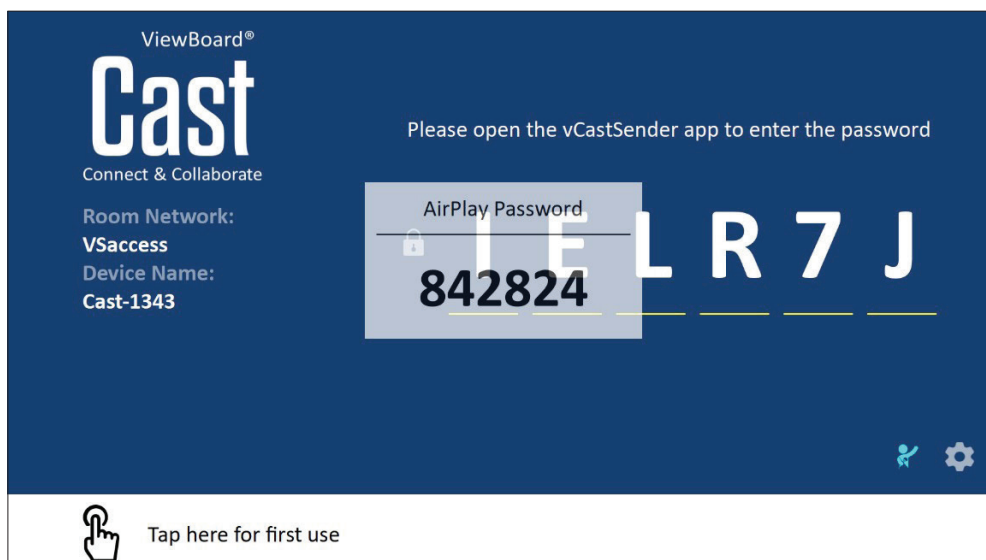 ViewBoard®
Cast
Connect & Collaborate
Room Network:
VSaccess
Device Name:
Cast-1343
Please open the vCastSender app to enter the password
AirPlay Password
842824
I E L R 7 J
Tap here for first use